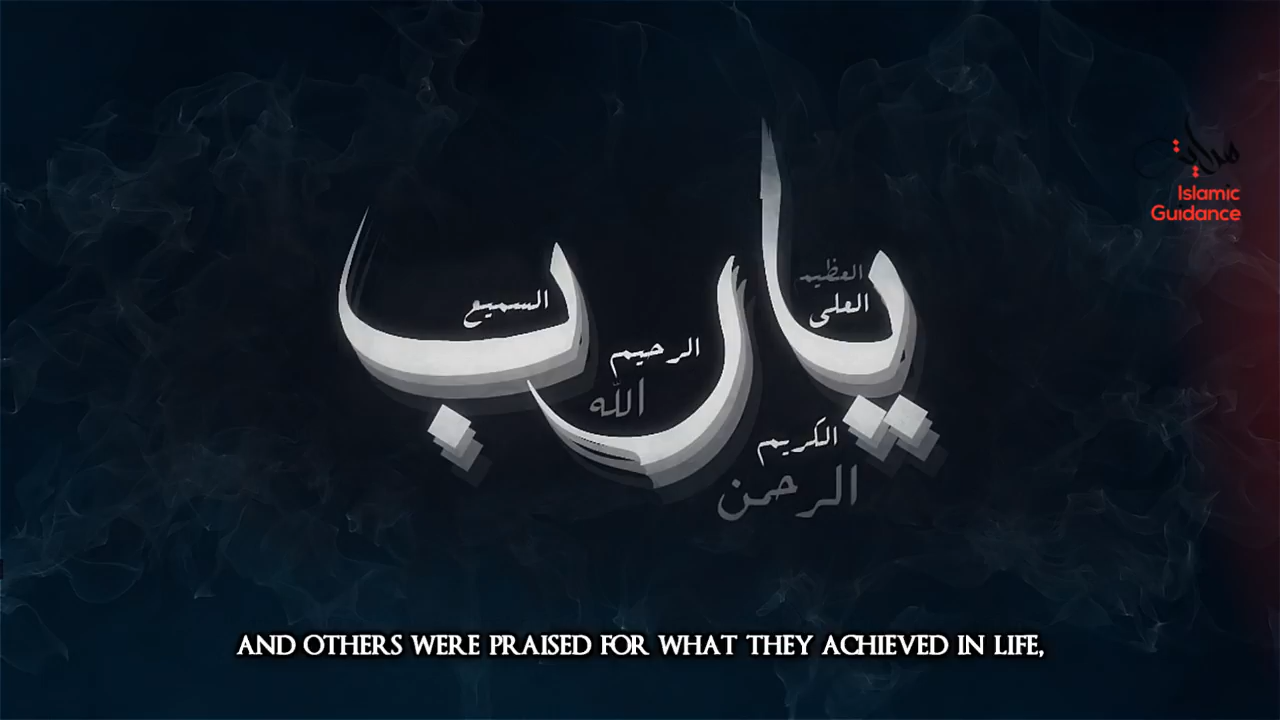 يارب
العظيم
العلى
السميع
الرحيم
الله
الكريم
الرحمن
هداية
Islamic
Guidance
AND OTHERS WERE PRAISED FOR WHAT THEY ACHIEVED IN LIFE,